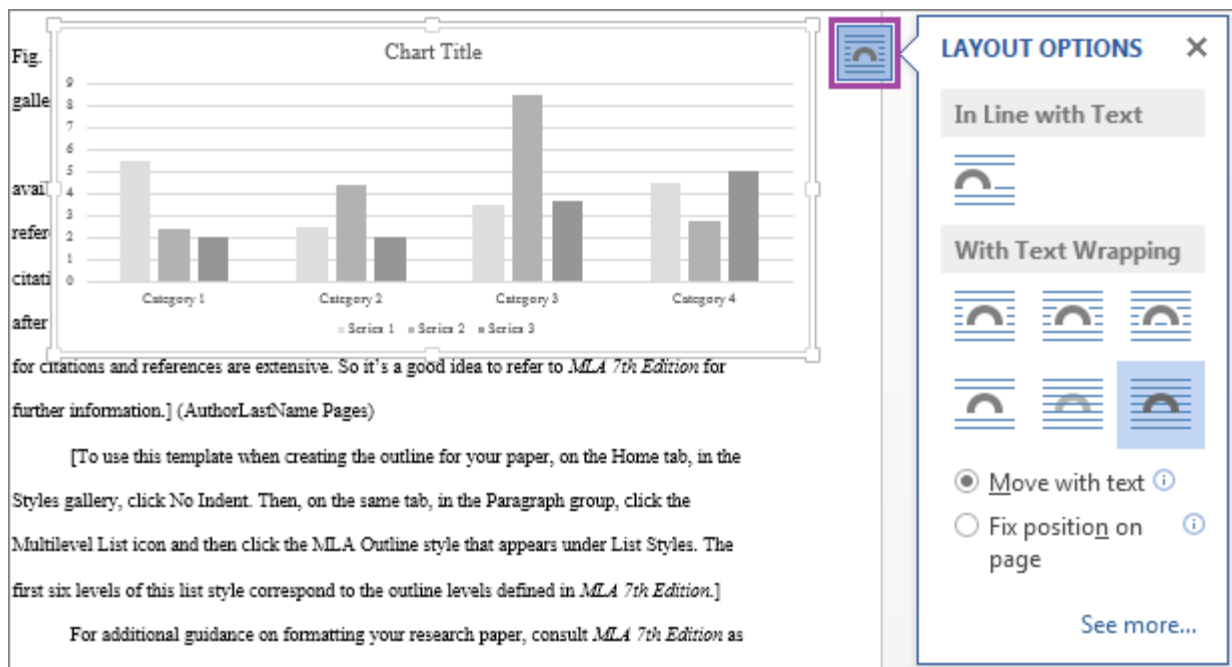 Chart Title
Fig.
galle
9
8
7
6
5
4
3
2
1
0
Category 1 Category 2 Category 3 Category 4
Series 1 Series 2 Series 3
avail
refer
citati
after
for citations and references are extensive. So it’s a good idea to refer to MLA 7th Edition for
further information.] (AuthorLastName Pages)
[To use this template when creating the outline for your paper, on the Home tab, in the
Styles gallery, click No Indent. Then, on the same tab, in the Paragraph group, click the
Multilevel List icon and then click the MLA Outline style that appears under List Styles. The
first six levels of this list style correspond to the outline levels defined in MLA 7th Edition.]
For additional guidance on formatting your research paper, consult MLA 7th Edition as
LAYOUT OPTIONS
In Line with Text
With Text Wrapping
Move with text
Fix position on
page
See more...